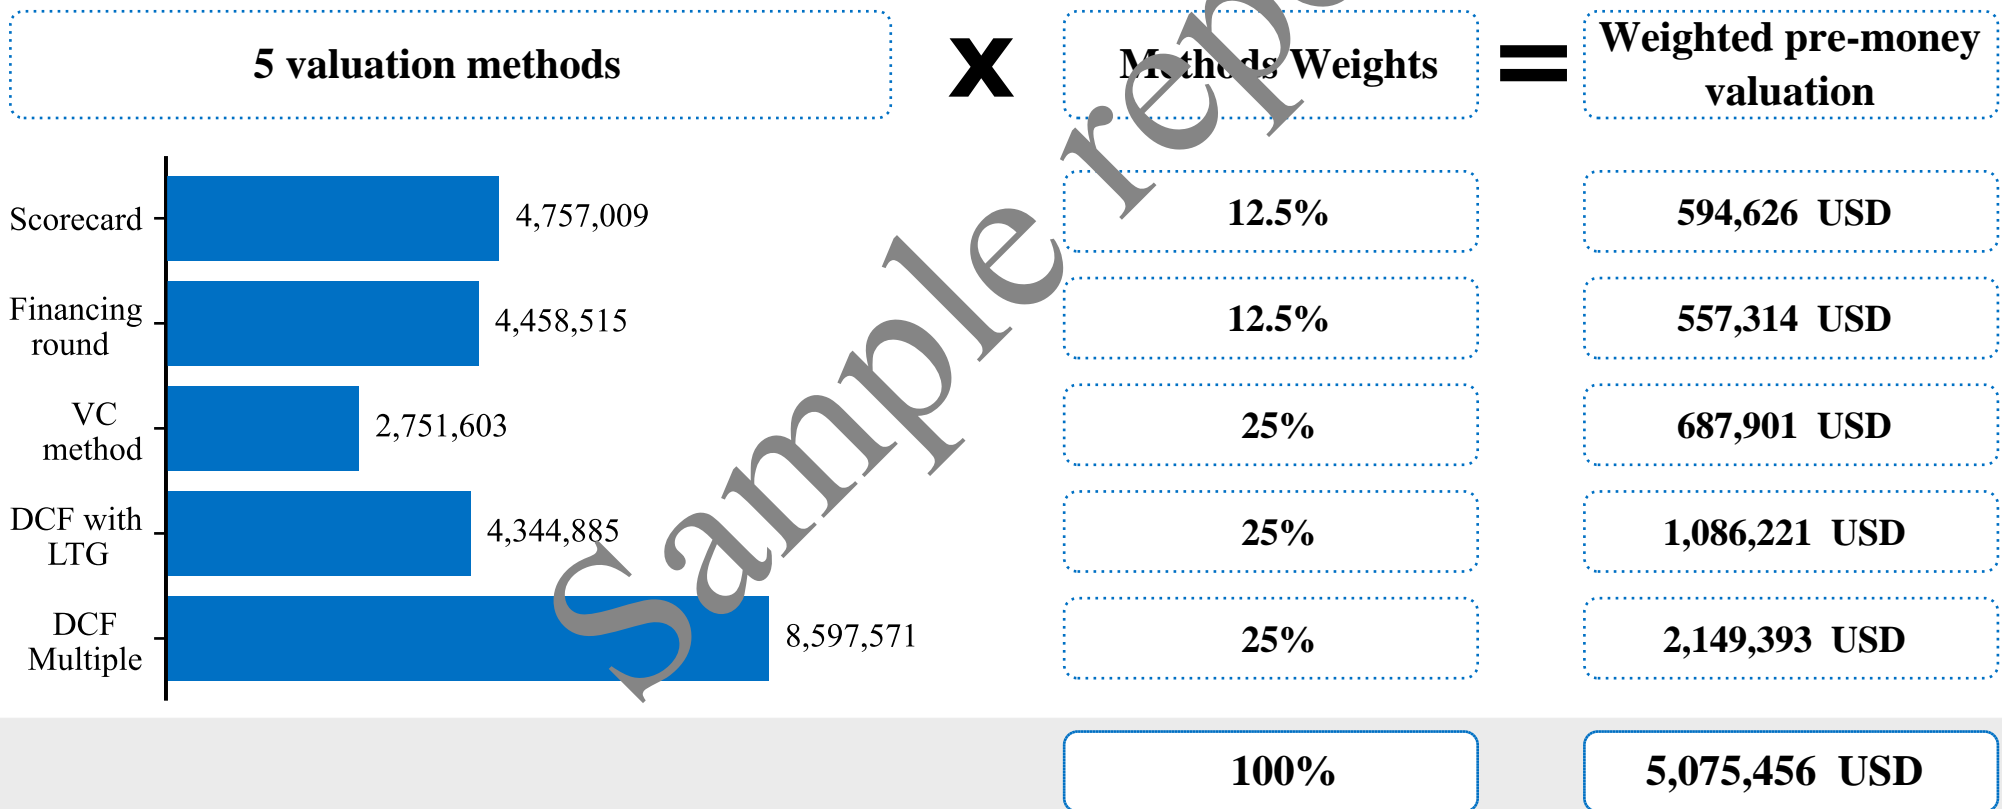 5 valuation methods
x
Methods Weights
=
Weighted pre-money
valuation
Scorecard
4,757,009
12.5%
594,626 USD
Financing
round
4,458,515
12.5%
557,314 USD
VC
method
2,751,603
25%
687,901 USD
DCF with
LTG
4,344,885
25%
1,086,221 USD
DCF
Multiple
8,597,571
25%
2,149,393 USD
100%
5,075,456 USD
Sample repo